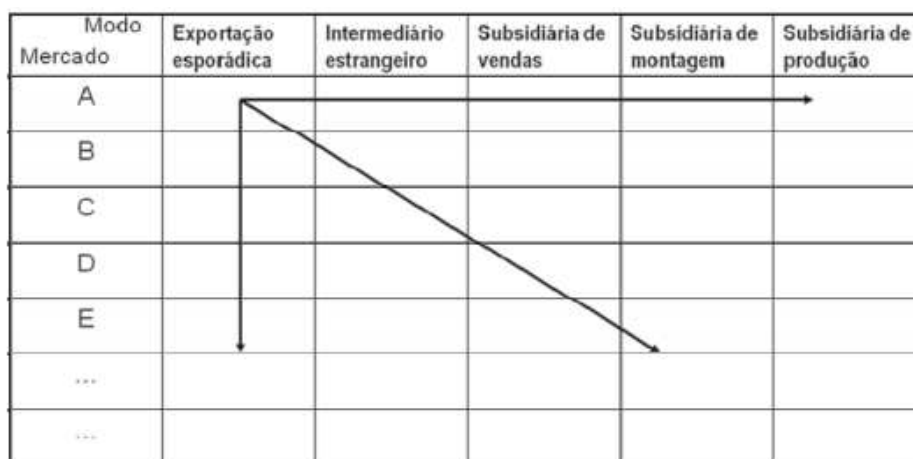 Modo
Mercado
Exportação
esporádica
Intermediário
estrangeiro
Subsidiária de
vendas
Subsidiária de
montagem
Subsidiária de
produção
A
B
C
D
E
...
...